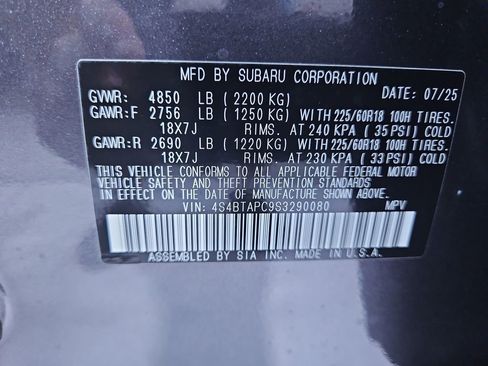 MFD BY SUBARU CORPORATION
GVWR: 4850 LB ( 2200 KG) DATE: 07/25
GAWR:F 2756 LB ( 1250 KG) WITH 225/60R18 100H TIRES.
18X7J RIMS. AT 240 KPA ( 35 PSI) COLD
GAWR:R 2690 LB ( 1220 KG) WITH 225/60R18 100H TIRES.
18X7J RIMS. AT 230 KPA ( 33 PSI) COLD
THIS VEHICLE CONFORMS TO ALL APPLICABLE FEDERAL MOTOR
VEHICLE SAFETY AND THEFT PREVENTION STANDARDS
IN EFFECT ON THE DATE OF MANUFACTURE SHOWN ABOVE.
VIN: 4S4BTAPC9S3290080 MPV
ASSEMBLED BY SIA INC. IN U.S.A.